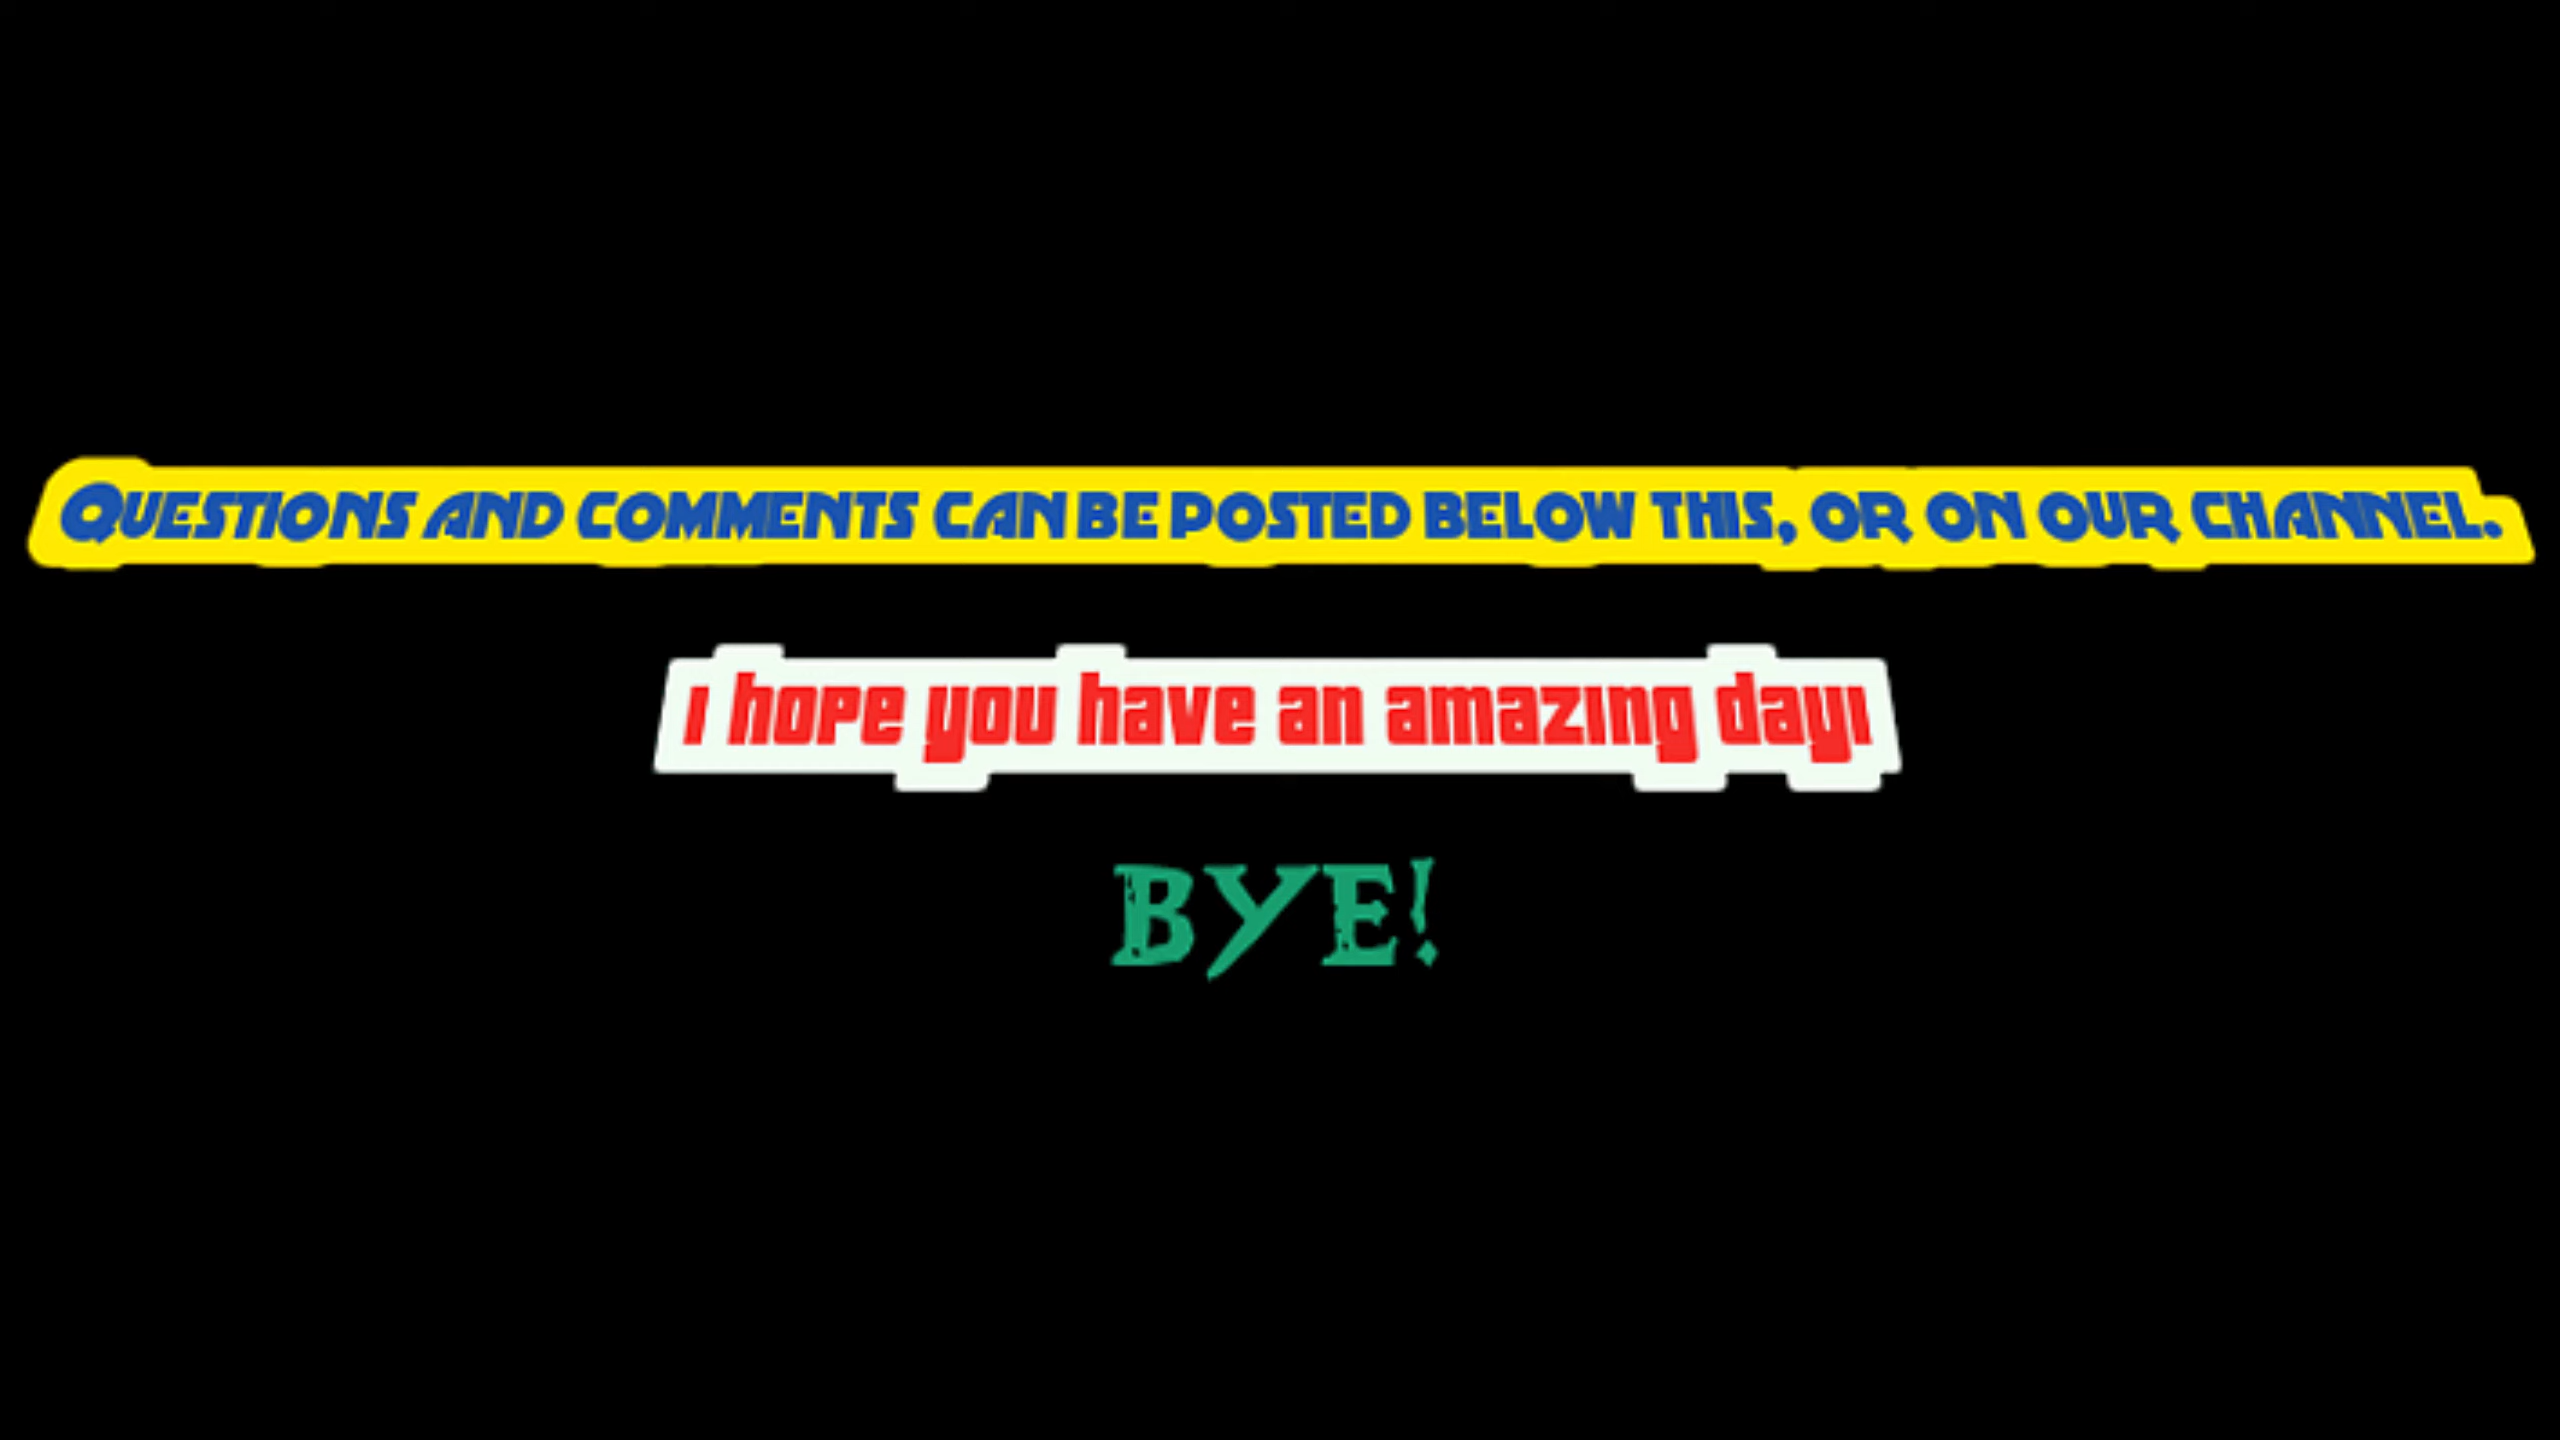 Questions and comments can be posted below this, or on our channel.
I hope you have an amazing day!
BYE!